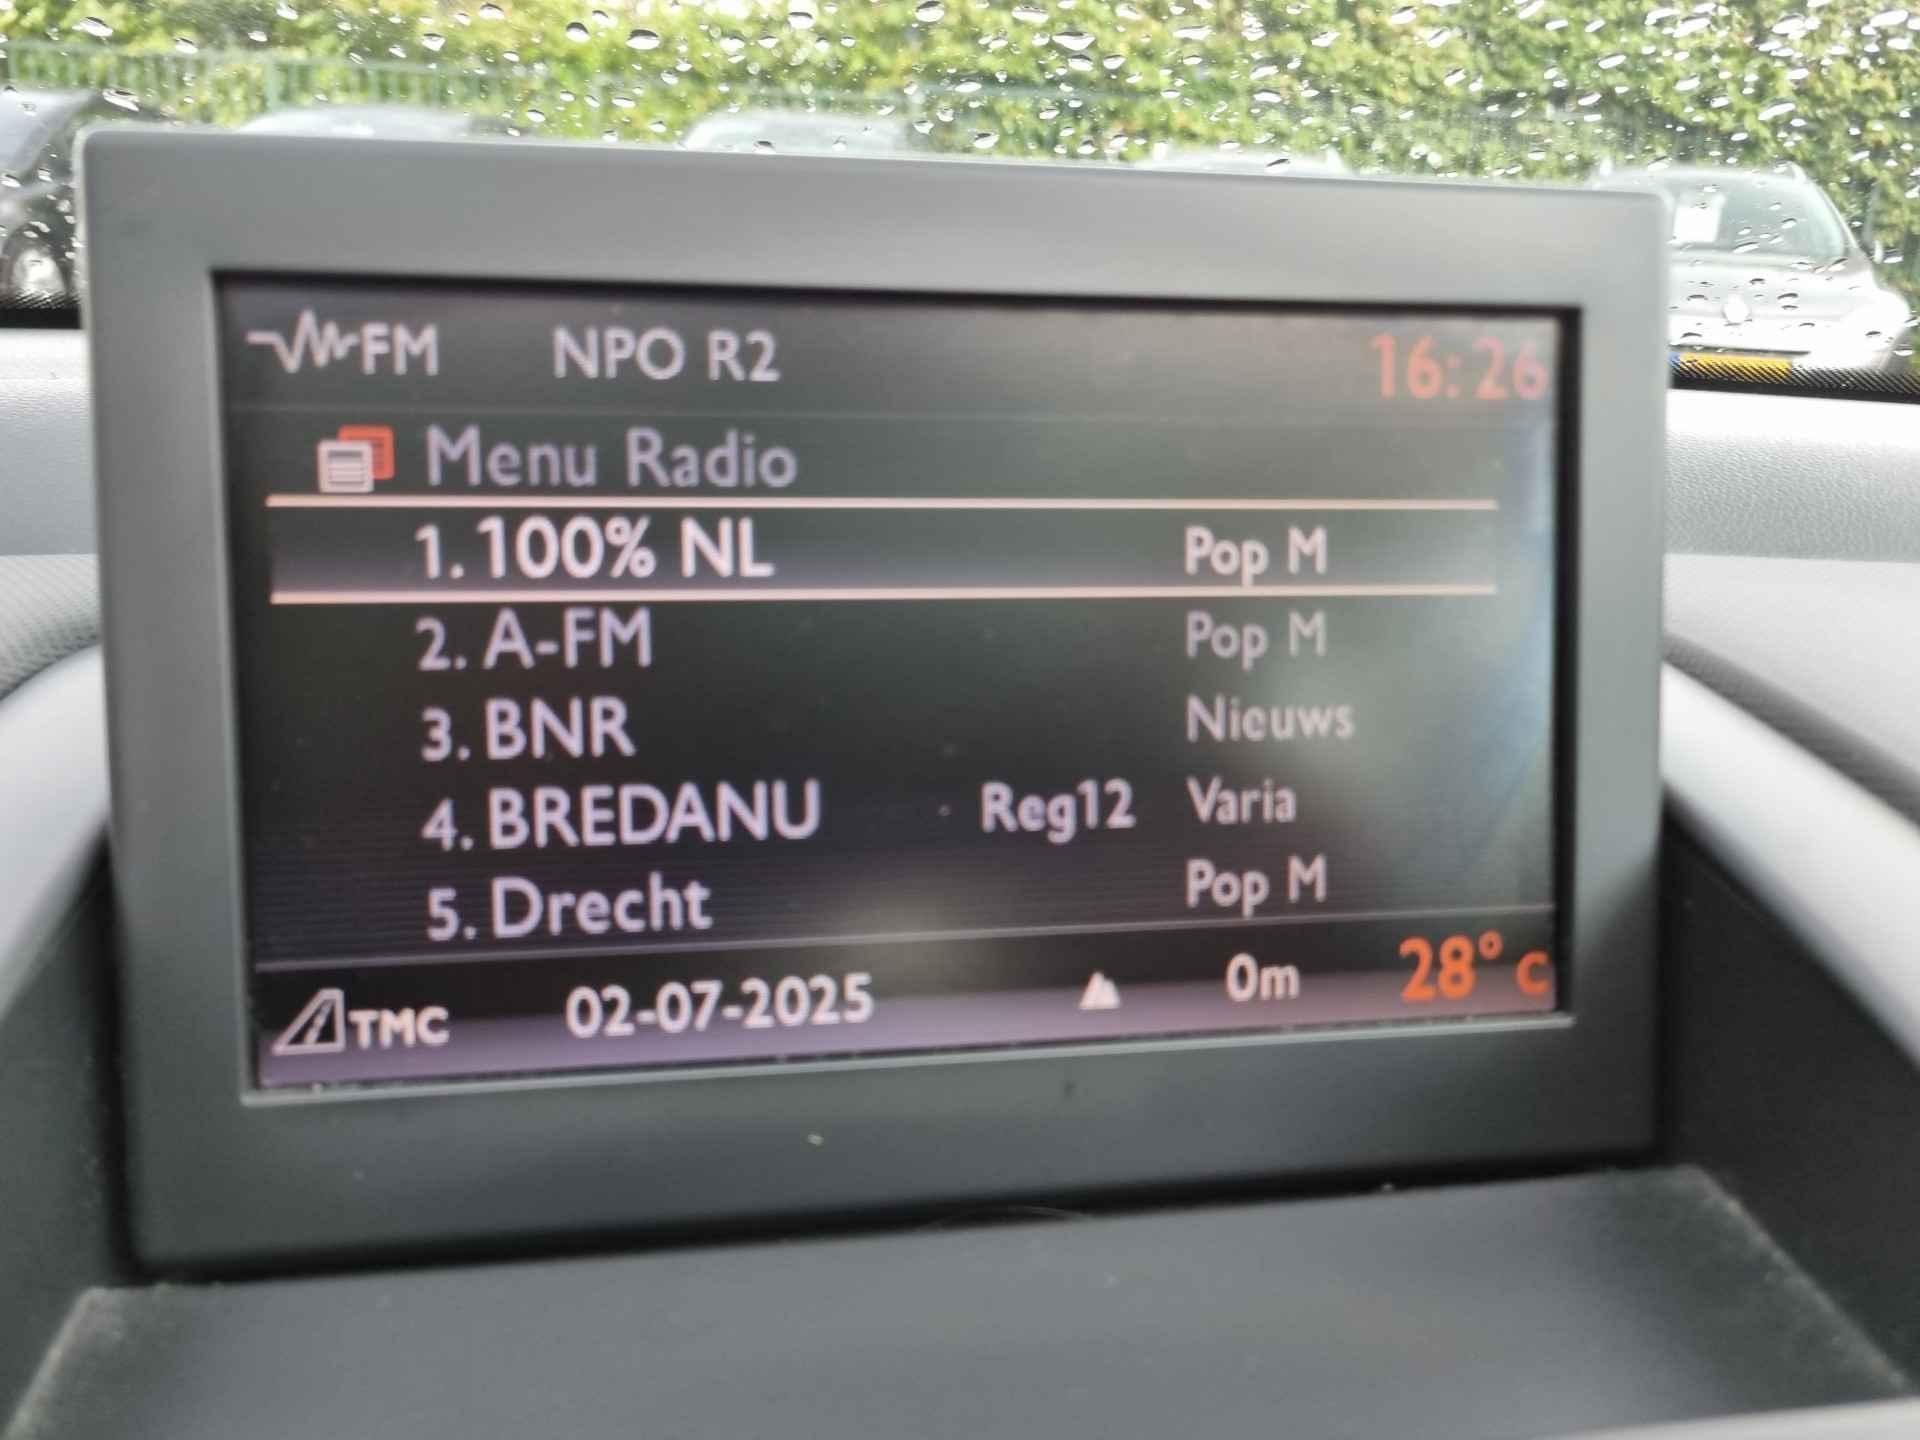 FM NPO R2 16:26
Menu Radio
1. 100% NL Pop M
2. A-FM Pop M
3. BNR Nieuws
4. BREDANU Reg12 Varia
5. Drecht Pop M
TMC 02-07-2025 0m 28° C